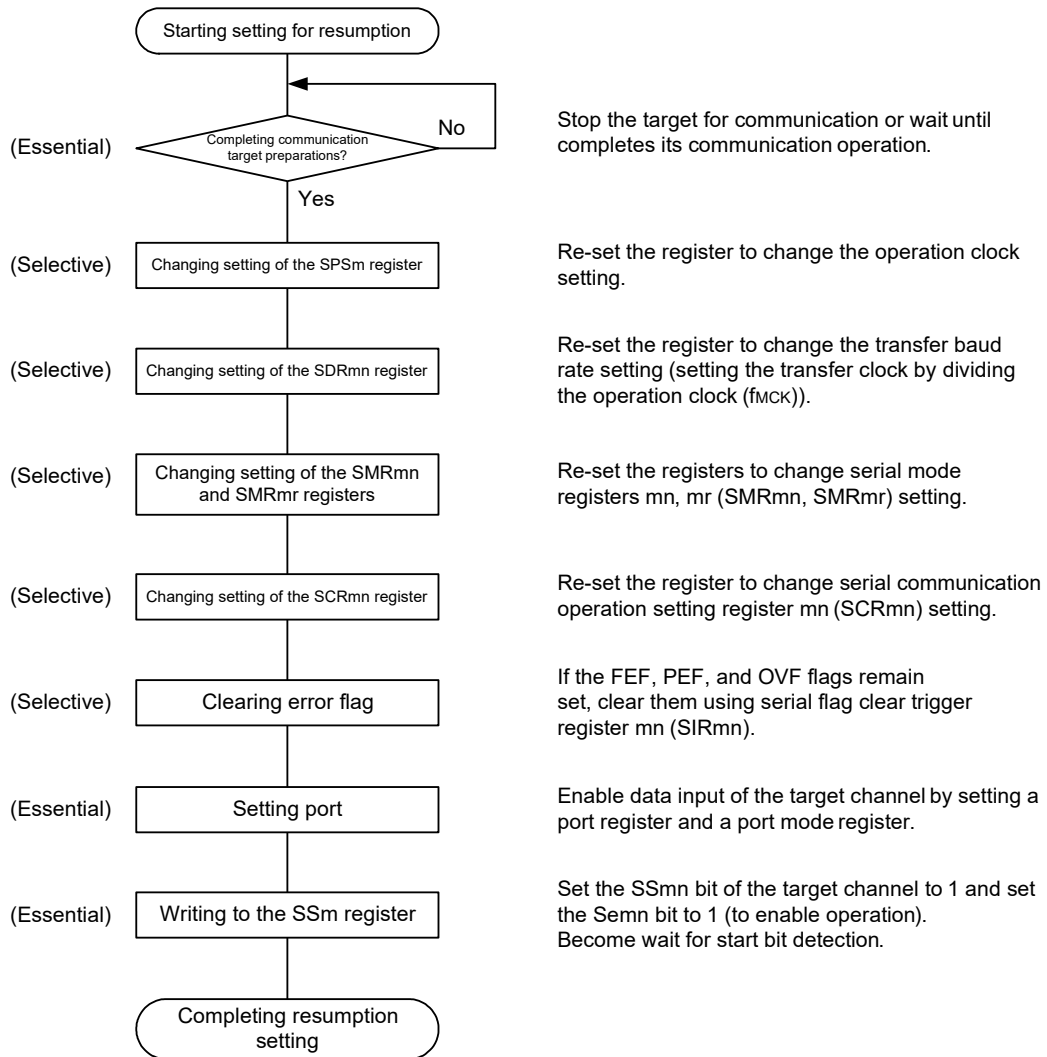 Starting setting for resumption
(Essential)
Completing communication
target preparations?
No
Yes
Stop the target for communication or wait until
completes its communication operation.
(Selective)
Changing setting of the SPSm register
Re-set the register to change the operation clock
setting.
(Selective)
Changing setting of the SDRmn register
Re-set the register to change the transfer baud
rate setting (setting the transfer clock by dividing
the operation clock (fMCK)).
(Selective)
Changing setting of the SMRmn
and SMRmr registers
Re-set the registers to change serial mode
registers mn, mr (SMRmn, SMRmr) setting.
(Selective)
Changing setting of the SCRmn register
Re-set the register to change serial communication
operation setting register mn (SCRmn) setting.
(Selective)
Clearing error flag
If the FEF, PEF, and OVF flags remain
set, clear them using serial flag clear trigger
register mn (SIRmn).
(Essential)
Setting port
Enable data input of the target channel by setting a
port register and a port mode register.
(Essential)
Writing to the SSm register
Set the SSmn bit of the target channel to 1 and set
the Semn bit to 1 (to enable operation).
Become wait for start bit detection.
Completing resumption
setting